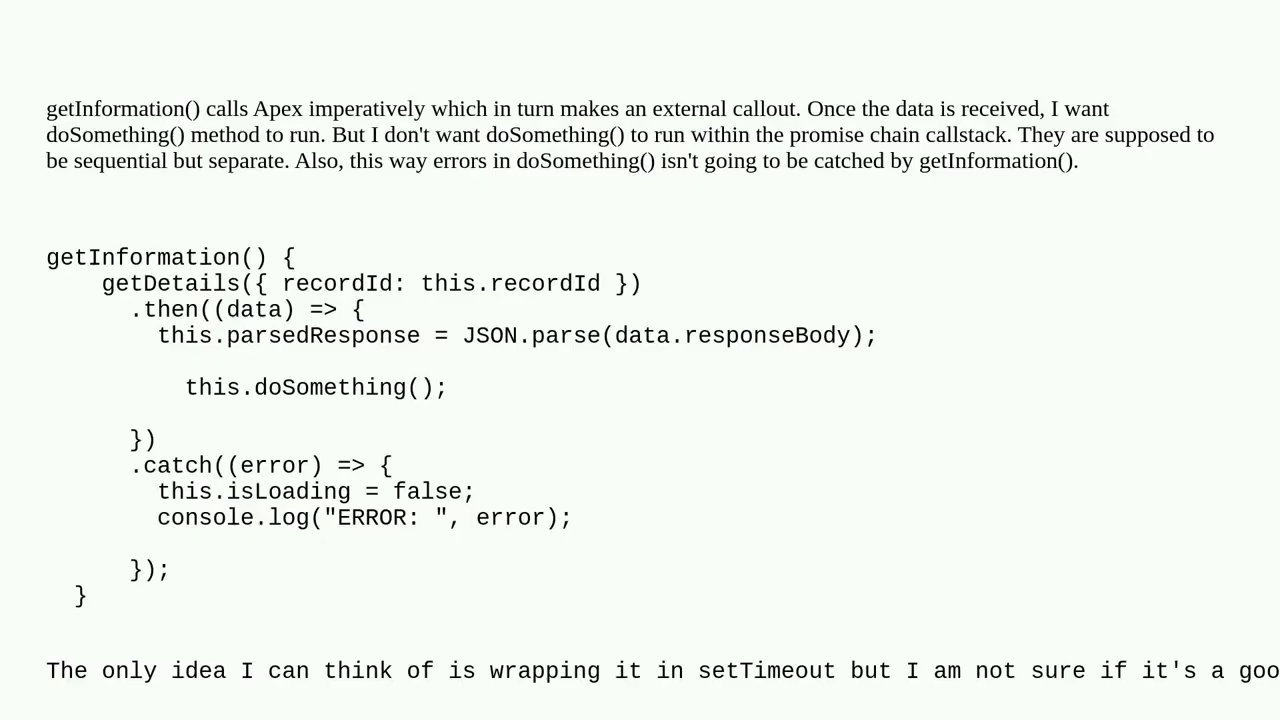 getInformation() calls Apex imperatively which in turn makes an external callout. Once the data is received, I want
doSomething() method to run. But I don't want doSomething() to run within the promise chain callstack. They are supposed to
be sequential but separate. Also, this way errors in doSomething() isn't going to be catched by getInformation().
getInformation() {
    getDetails({ recordId: this.recordId })
      .then((data) => {
        this.parsedResponse = JSON.parse(data.responseBody);
          this.doSomething();
      })
      .catch((error) => {
        this.isLoading = false;
        console.log("ERROR: ", error);
      });
  }
The only idea I can think of is wrapping it in setTimeout but I am not sure if it's a